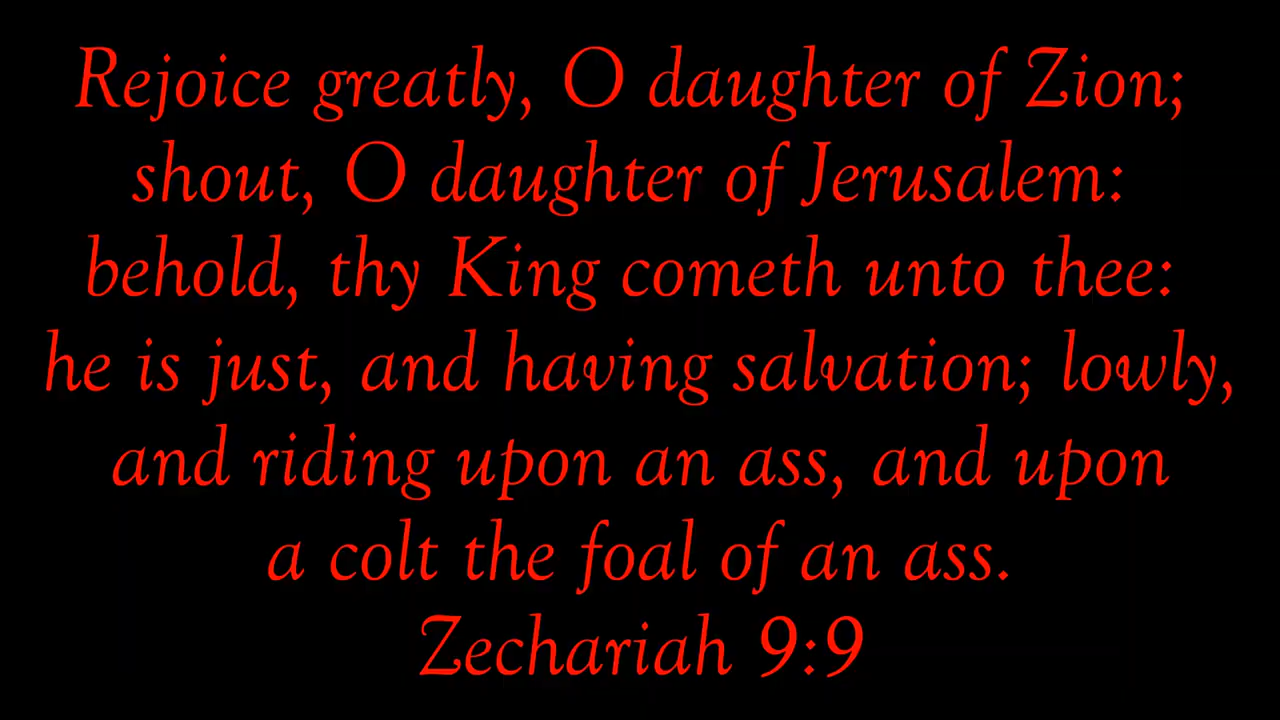 Rejoice greatly, O daughter of Zion;
shout, O daughter of Jerusalem:
behold, thy King cometh unto thee:
he is just, and having salvation; lowly,
and riding upon an ass, and upon
a colt the foal of an ass.
Zechariah 9:9